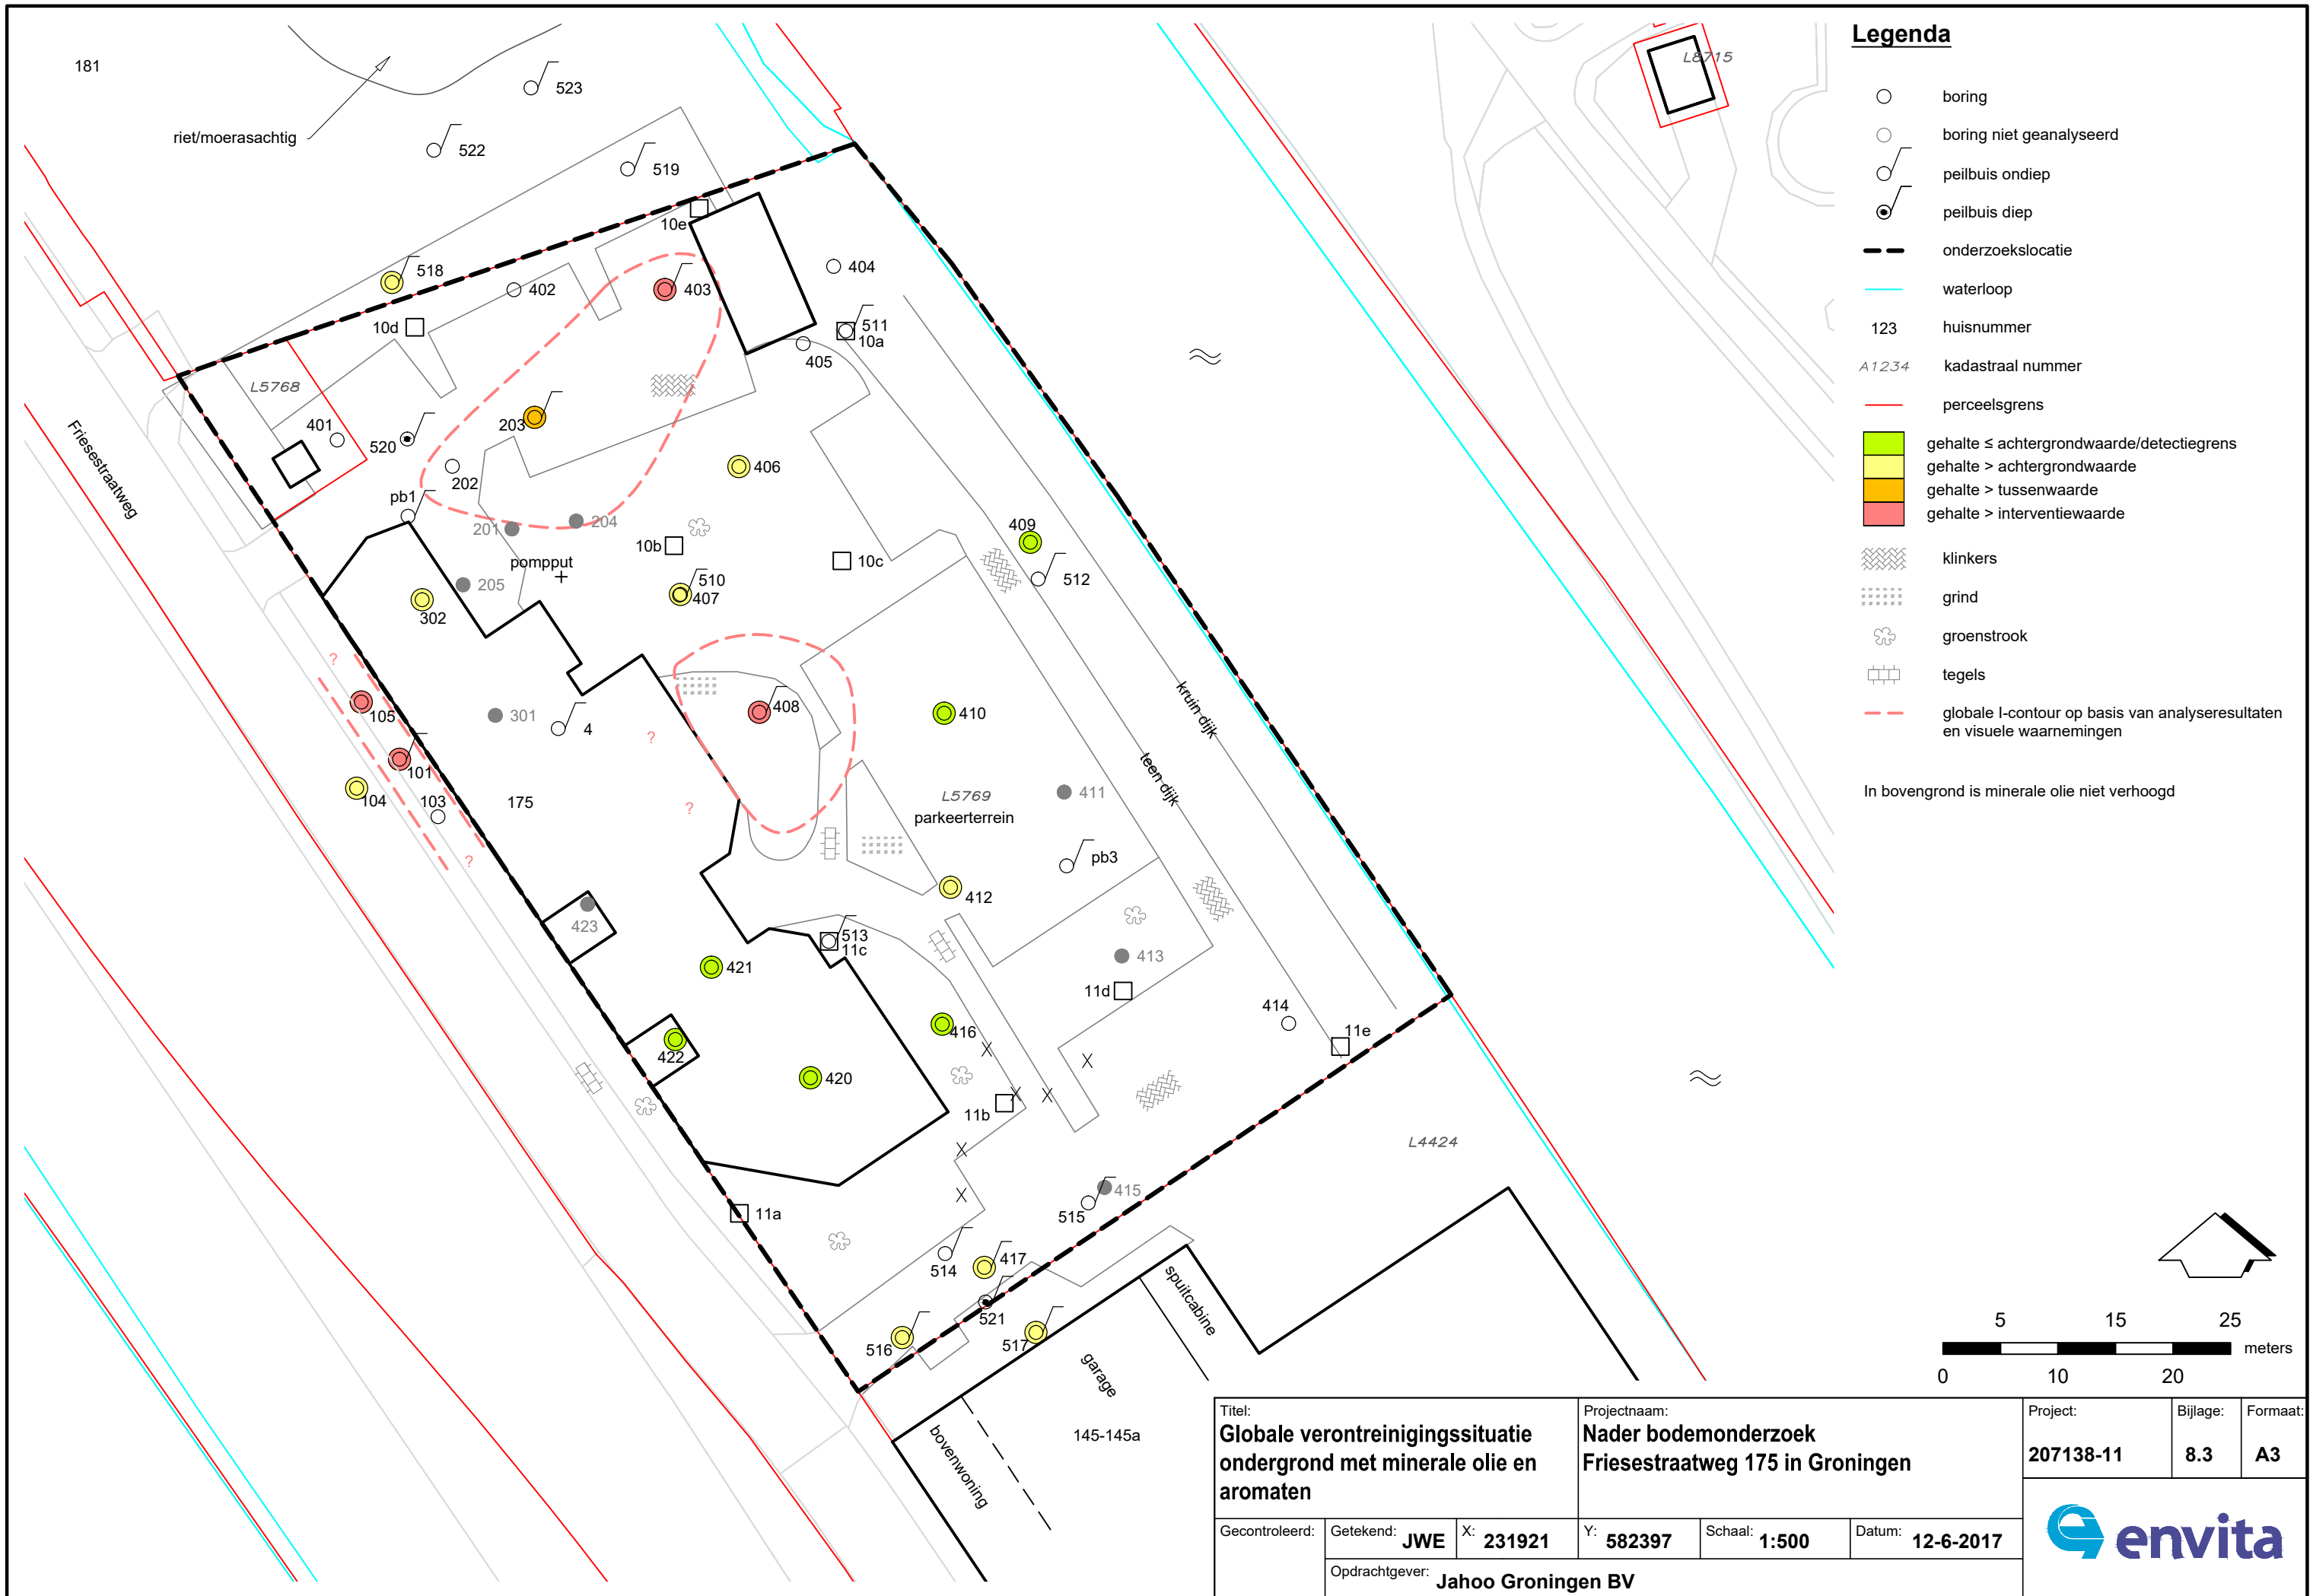 181
riet/moerasachtig
523
522
519
10e
518
402
403
404
10d
511
10a
405
L5768
401
520
203
202
406
pb1
201
204
10b
10c
409
512
pompput
205
510
407
302
Friesestraatweg
105
301
4
408
410
101
104
103
175
L5769
parkeerterrein
411
pb3
412
kruin dijk
teen dijk
423
513
11c
421
413
11d
414
11e
416
422
420
11b
11a
415
515
514
417
521
516
517
spuitcabine
garage
bovenwoning
145-145a
L4424
L8715
?
?
?
?
X
X
X
X
X
X
Legenda
boring
boring niet geanalyseerd
peilbuis ondiep
peilbuis diep
onderzoekslocatie
waterloop
123 huisnummer
A1234 kadastraal nummer
perceelsgrens
gehalte ≤ achtergrondwaarde/detectiegrens
gehalte > achtergrondwaarde
gehalte > tussenwaarde
gehalte > interventiewaarde
klinkers
grind
groenstrook
tegels
globale I-contour op basis van analyseresultaten
en visuele waarnemingen
In bovengrond is minerale olie niet verhoogd
5 15 25
meters
0 10 20
Titel:
Globale verontreinigingssituatie
ondergrond met minerale olie en
aromaten
Projectnaam:
Nader bodemonderzoek
Friesestraatweg 175 in Groningen
Project:
207138-11
Bijlage:
8.3
Formaat:
A3
Gecontroleerd:
Getekend: JWE
X: 231921
Y: 582397
Schaal: 1:500
Datum: 12-6-2017
Opdrachtgever: Jahoo Groningen BV
envita